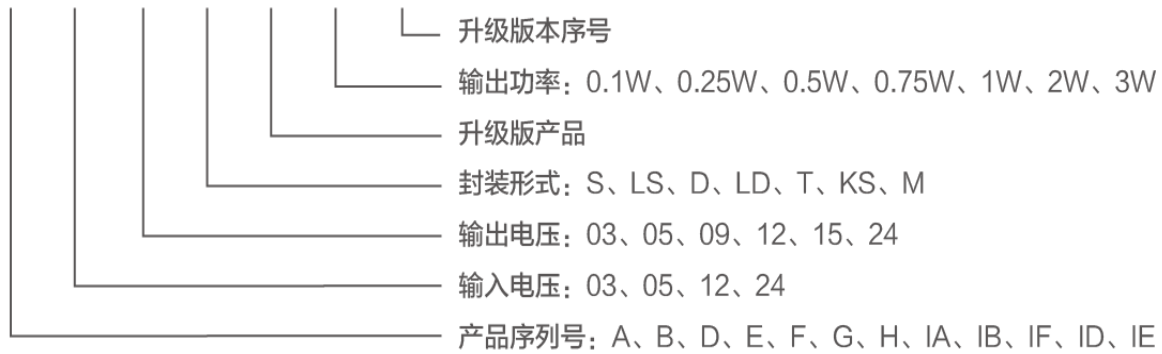 升级版本序号
输出功率：0.1W、0.25W、0.5W、0.75W、1W、2W、3W
升级版产品
封装形式：S、LS、D、LD、T、KS、M
输出电压：03、05、09、12、15、24
输入电压：03、05、12、24
产品序列号：A、B、D、E、F、G、H、IA、IB、IF、ID、IE